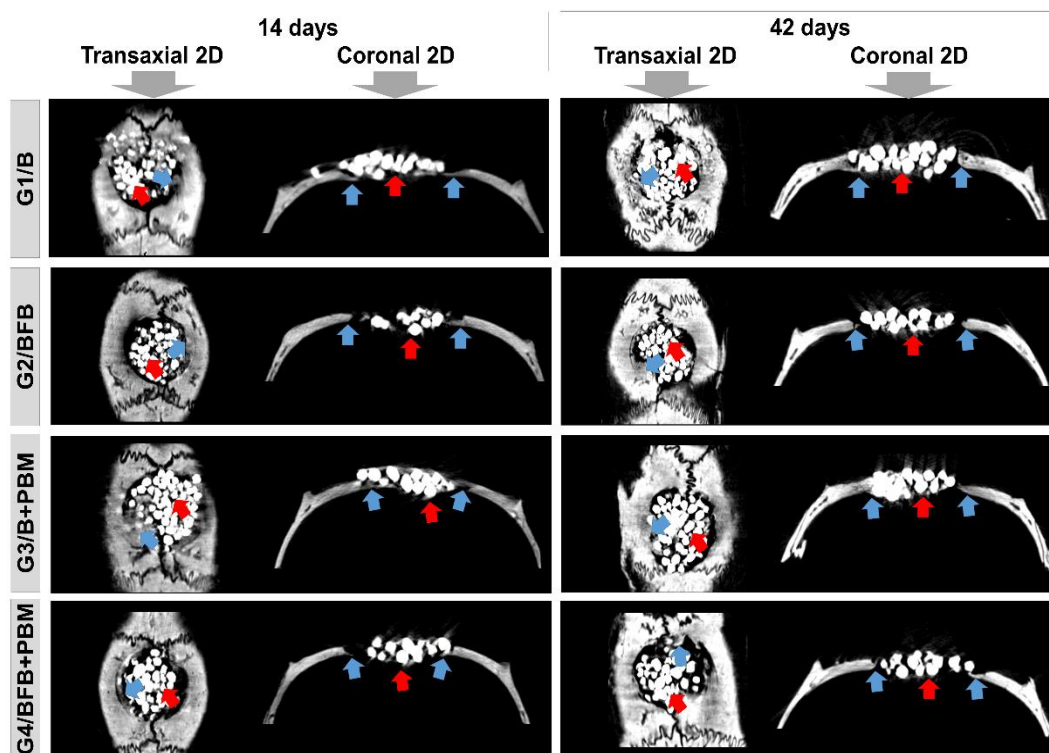 14 days
42 days
Transaxial 2D
Coronal 2D
Transaxial 2D
Coronal 2D
G1/B
G2/BFB
G3/B+PBM
G4/BFB+PBM